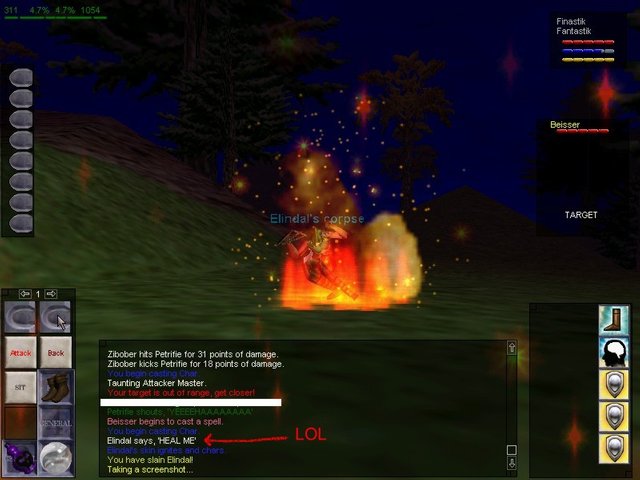 311 4.7% 4.7% 1054
Finastik
Fantastik
Beisser
TARGET
Elindal's corpse
1
Attack
Back
SIT
GENERAL
Zibober hits Petrifie for 31 points of damage.
Zibober kicks Petrifie for 18 points of damage.
You begin casting Char.
Taunting Attacker Master.
Your target is out of range, get closer!
Petrifie shouts, 'YEEEEHAAAAAAAA'
Beisser begins to cast a spell.
You begin casting Char.
Elindal says, 'HEAL ME'
LOL
Elindal's skin ignites and chars.
You have slain Elindal!
Taking a screenshot...